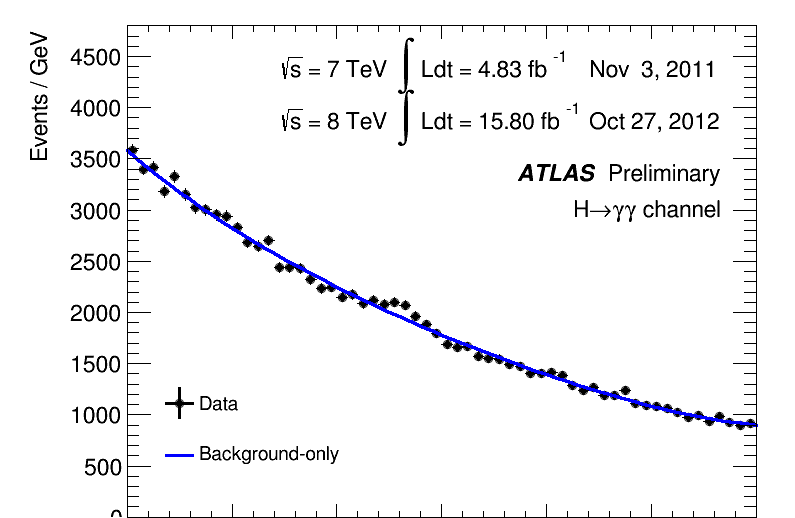 Events / GeV
4500
4000
3500
3000
2500
2000
1500
1000
500
0
√s = 7 TeV ∫ Ldt = 4.83 fb⁻¹ Nov 3, 2011
√s = 8 TeV ∫ Ldt = 15.80 fb⁻¹ Oct 27, 2012
ATLAS Preliminary
H→γγ channel
Data
Background-only